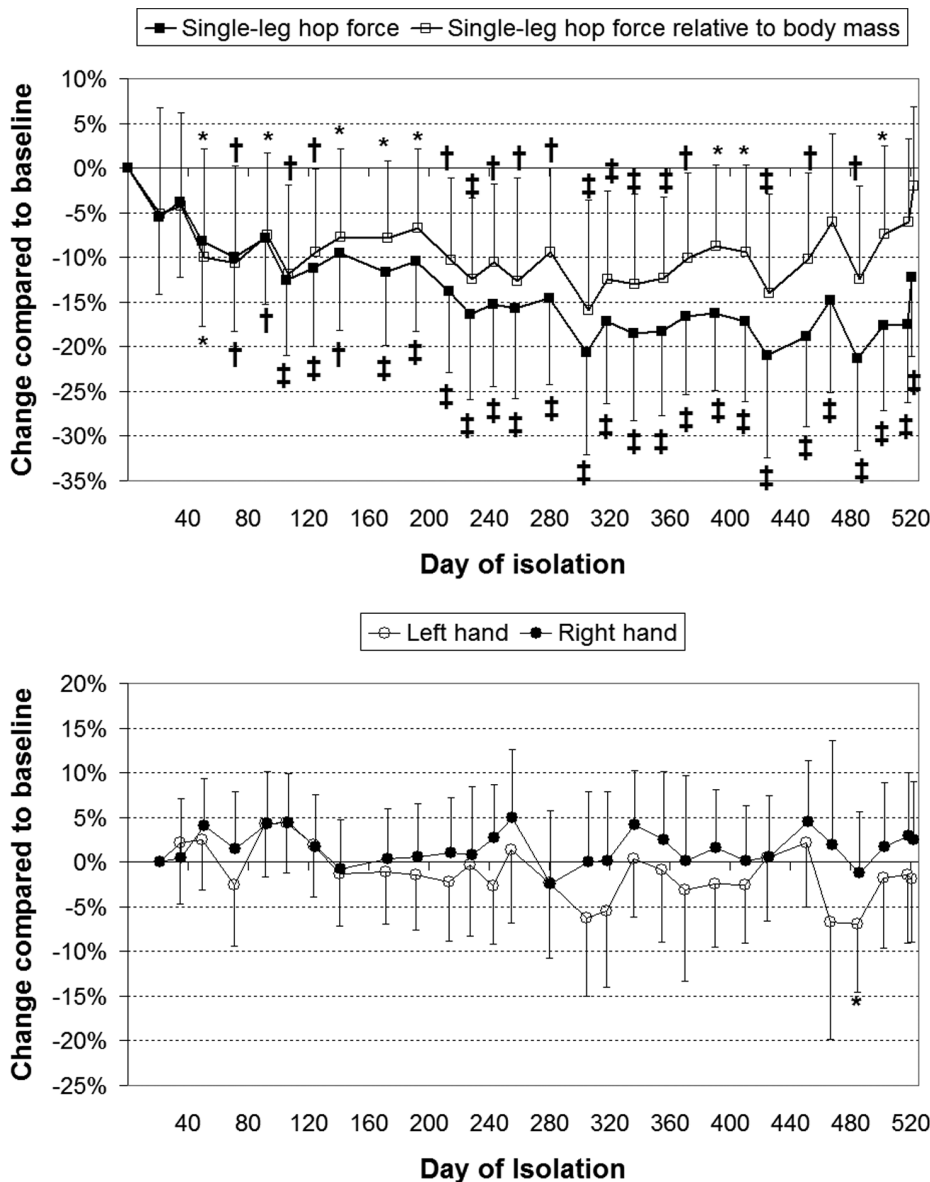 Single-leg hop force Single-leg hop force relative to body mass
Change compared to baseline
10%
5%
0%
-5%
-10%
-15%
-20%
-25%
-30%
-35%
* † * † † * * * † ‡ † † † ‡ ‡ ‡ ‡ † * * ‡ † † *
* † † ‡ ‡ † ‡ ‡ ‡ ‡ ‡ ‡ ‡ ‡ ‡ ‡ ‡ ‡ ‡ ‡ ‡ ‡ ‡ ‡ ‡ ‡ ‡
40 80 120 160 200 240 280 320 360 400 440 480 520
Day of isolation
Left hand Right hand
Change compared to baseline
20%
15%
10%
5%
0%
-5%
-10%
-15%
-20%
-25%
*
40 80 120 160 200 240 280 320 360 400 440 480 520
Day of Isolation